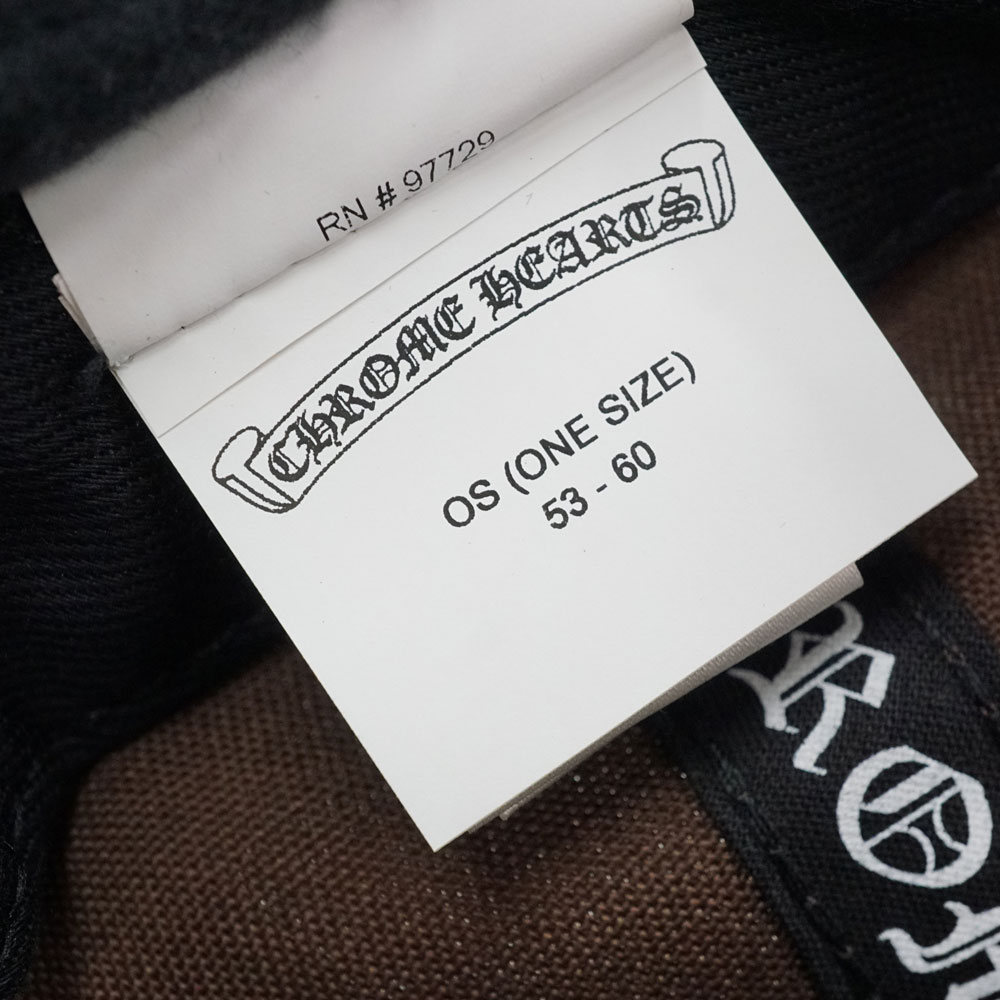 RN # 97729
CHROME HEARTS
OS (ONE SIZE)
53 - 60